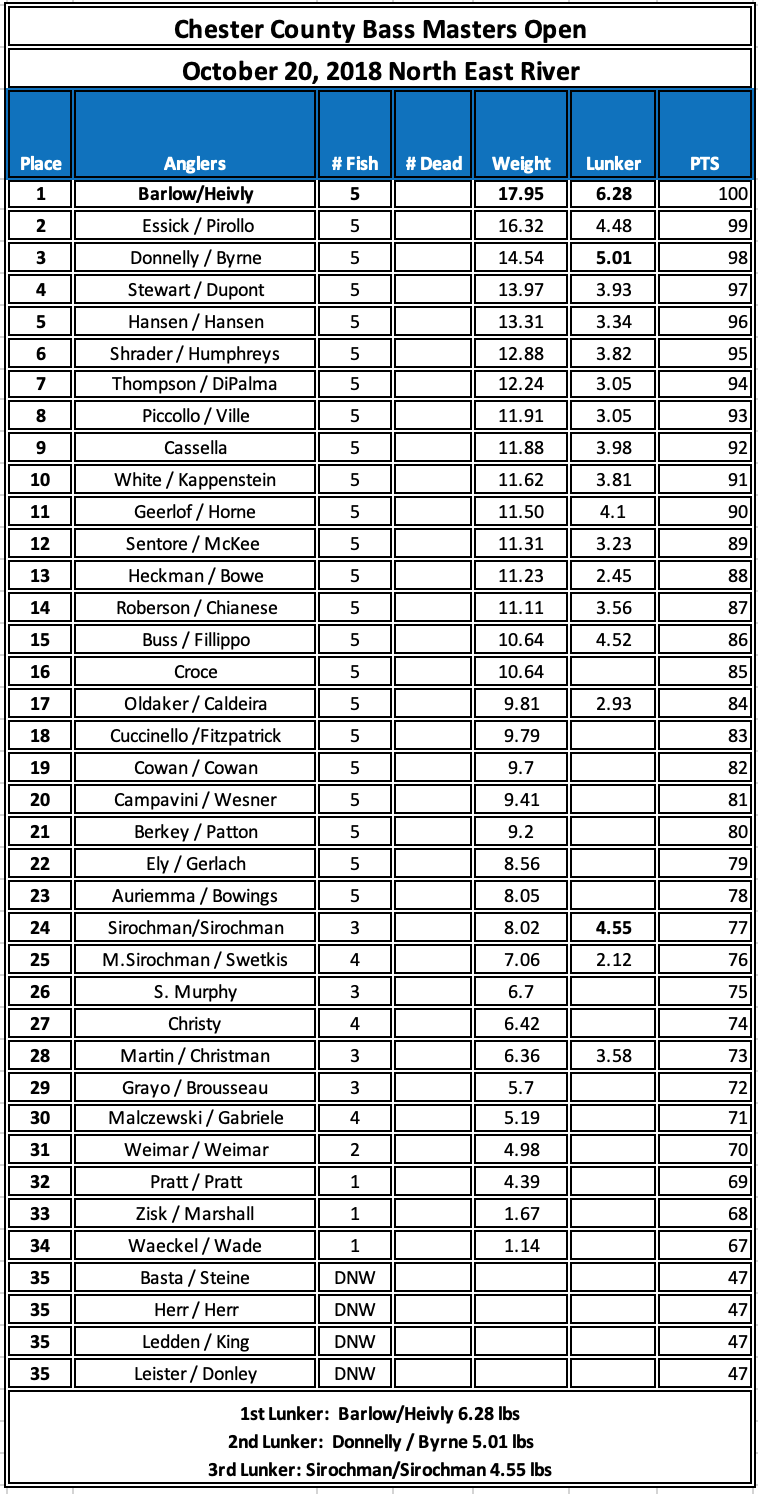 Chester County Bass Masters Open
October 20, 2018 North East River
Place Anglers # Fish # Dead Weight Lunker PTS
1 Barlow/Heivly 5 17.95 6.28 100
2 Essick / Pirollo 5 16.32 4.48 99
3 Donnelly / Byrne 5 14.54 5.01 98
4 Stewart / Dupont 5 13.97 3.93 97
5 Hansen / Hansen 5 13.31 3.34 96
6 Shrader / Humphreys 5 12.88 3.82 95
7 Thompson / DiPalma 5 12.24 3.05 94
8 Piccollo / Ville 5 11.91 3.05 93
9 Cassella 5 11.88 3.98 92
10 White / Kappenstein 5 11.62 3.81 91
11 Geerlof / Horne 5 11.50 4.1 90
12 Sentore / McKee 5 11.31 3.23 89
13 Heckman / Bowe 5 11.23 2.45 88
14 Roberson / Chianese 5 11.11 3.56 87
15 Buss / Fillippo 5 10.64 4.52 86
16 Croce 5 10.64 85
17 Oldaker / Caldeira 5 9.81 2.93 84
18 Cuccinello /Fitzpatrick 5 9.79 83
19 Cowan / Cowan 5 9.7 82
20 Campavini / Wesner 5 9.41 81
21 Berkey / Patton 5 9.2 80
22 Ely / Gerlach 5 8.56 79
23 Auriemma / Bowings 5 8.05 78
24 Sirochman/Sirochman 3 8.02 4.55 77
25 M.Sirochman / Swetkis 4 7.06 2.12 76
26 S. Murphy 3 6.7 75
27 Christy 4 6.42 74
28 Martin / Christman 3 6.36 3.58 73
29 Grayo / Brousseau 3 5.7 72
30 Malczewski / Gabriele 4 5.19 71
31 Weimar / Weimar 2 4.98 70
32 Pratt / Pratt 1 4.39 69
33 Zisk / Marshall 1 1.67 68
34 Waeckel / Wade 1 1.14 67
35 Basta / Steine DNW 47
35 Herr / Herr DNW 47
35 Ledden / King DNW 47
35 Leister / Donley DNW 47
1st Lunker: Barlow/Heivly 6.28 lbs
2nd Lunker: Donnelly / Byrne 5.01 lbs
3rd Lunker: Sirochman/Sirochman 4.55 lbs